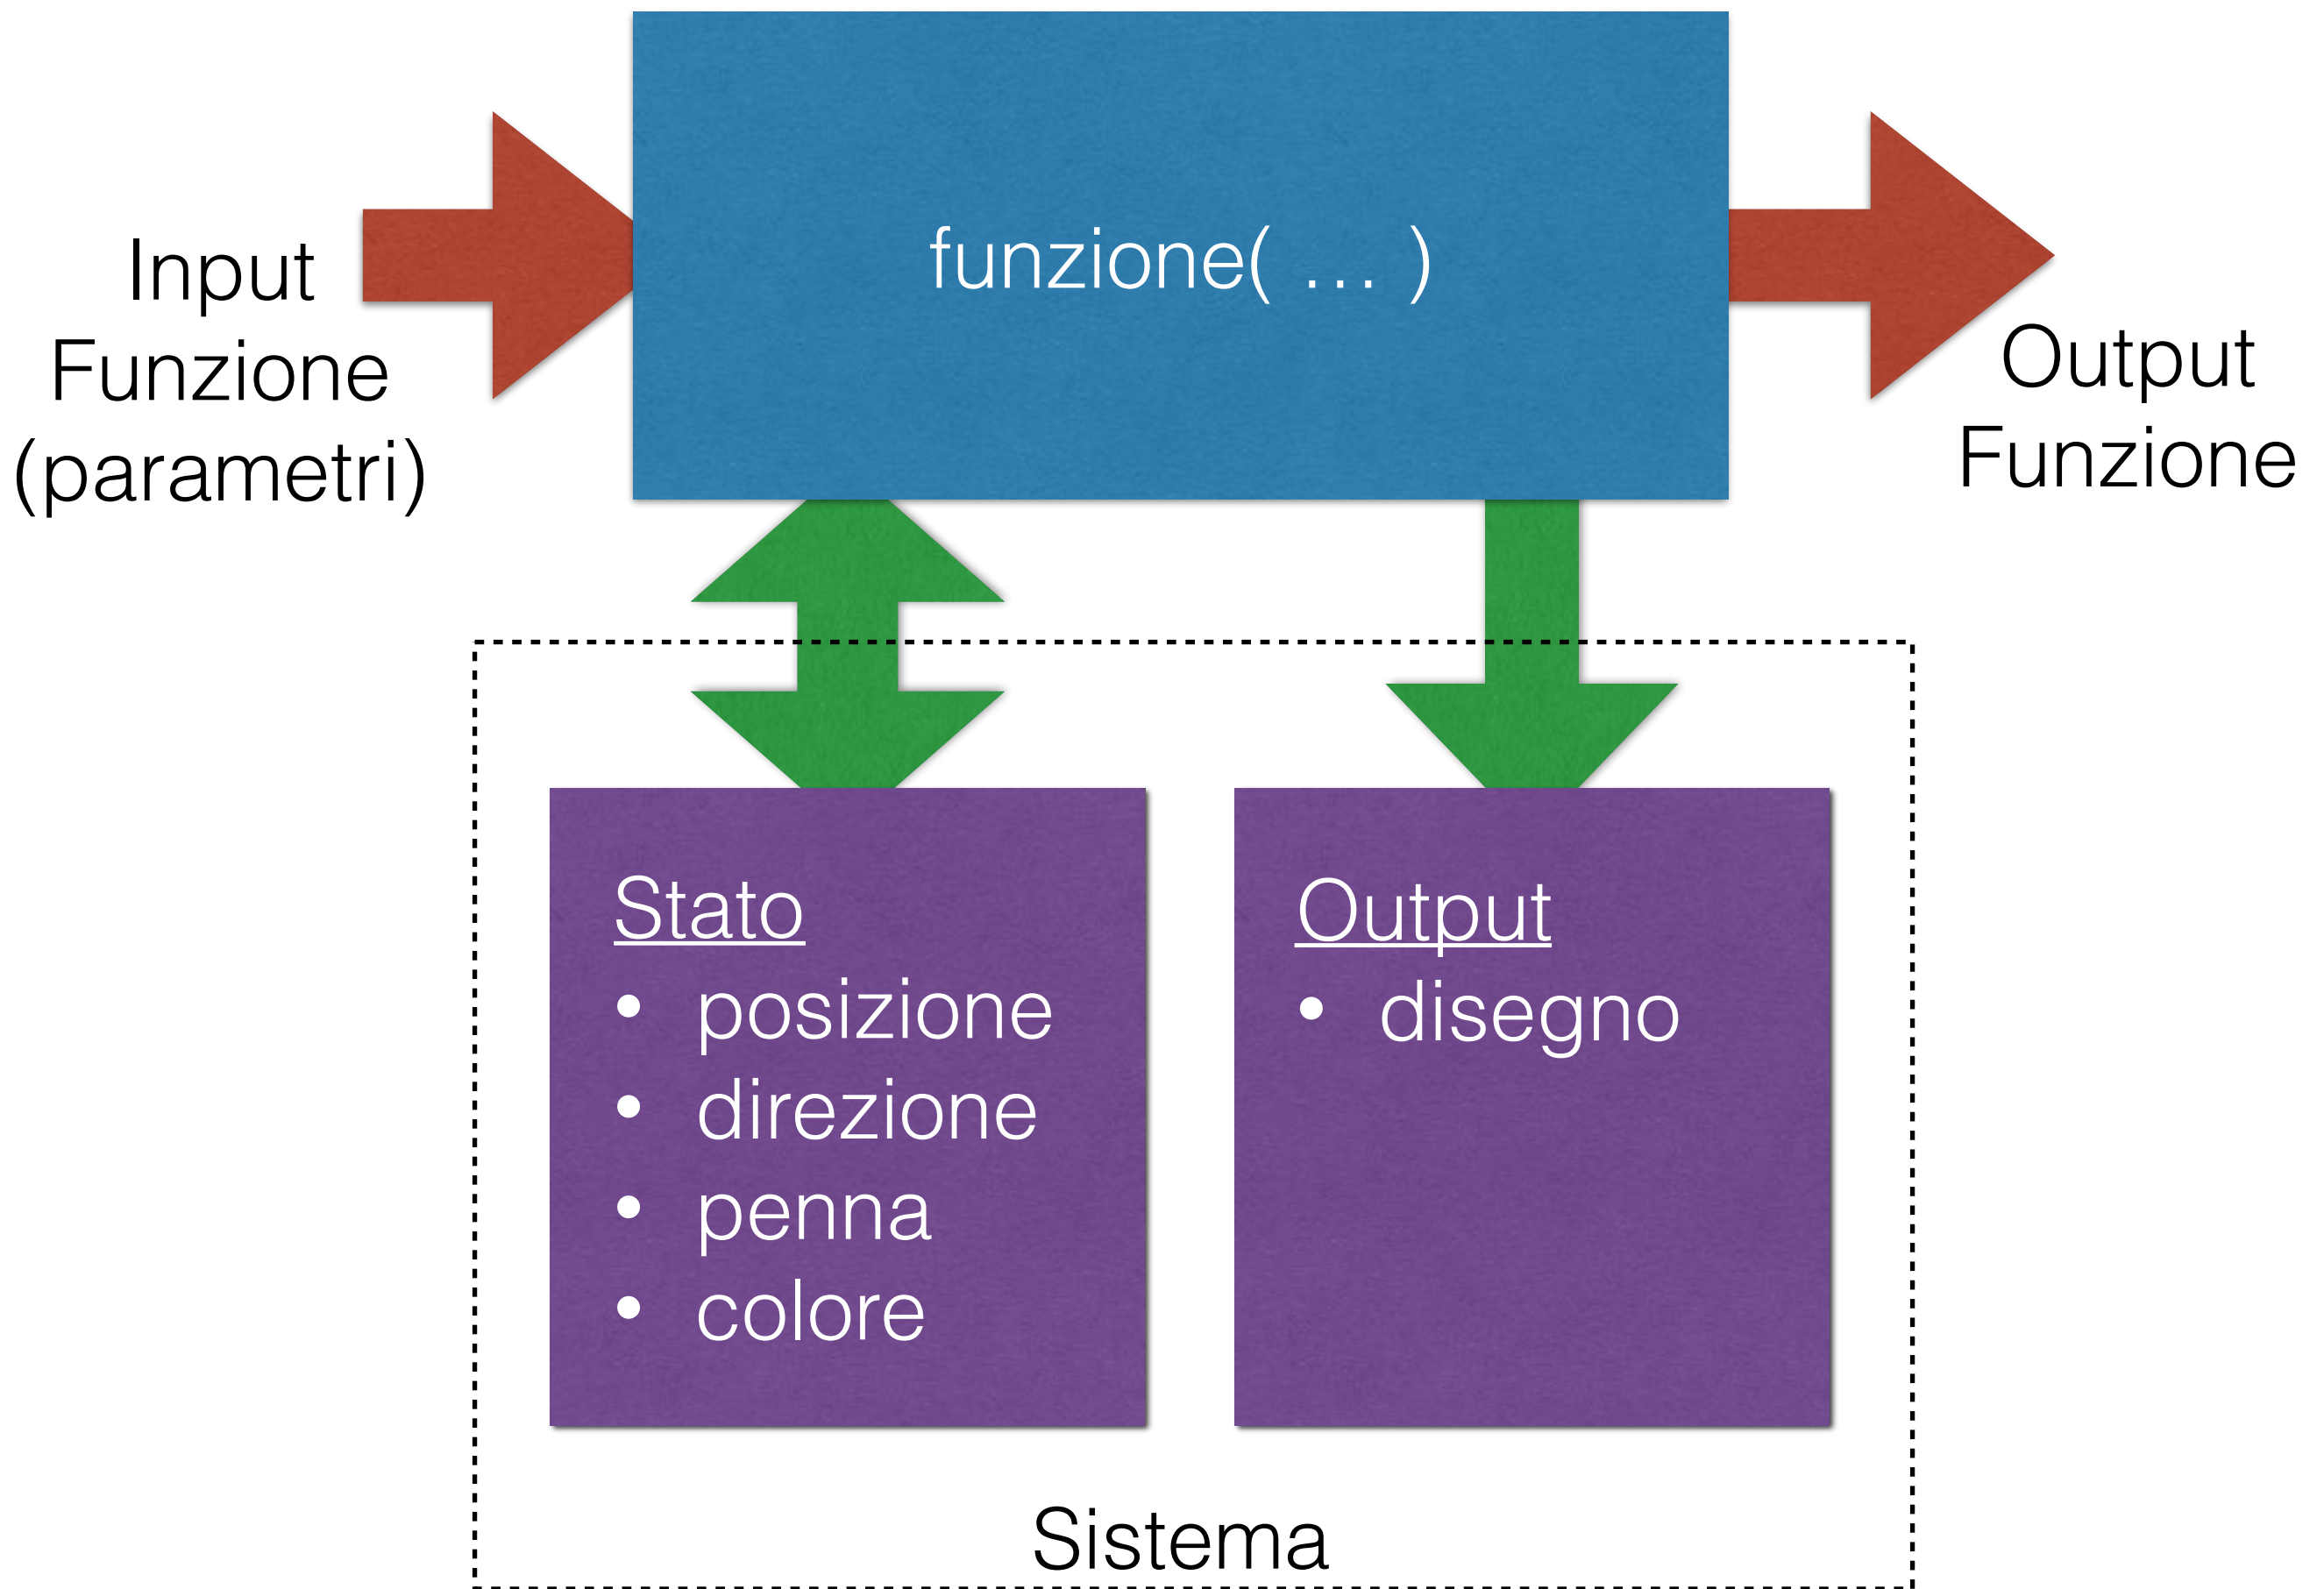 funzione( … )
Input
Funzione
(parametri)
Output
Funzione
Stato
• posizione
• direzione
• penna
• colore
Output
• disegno
Sistema